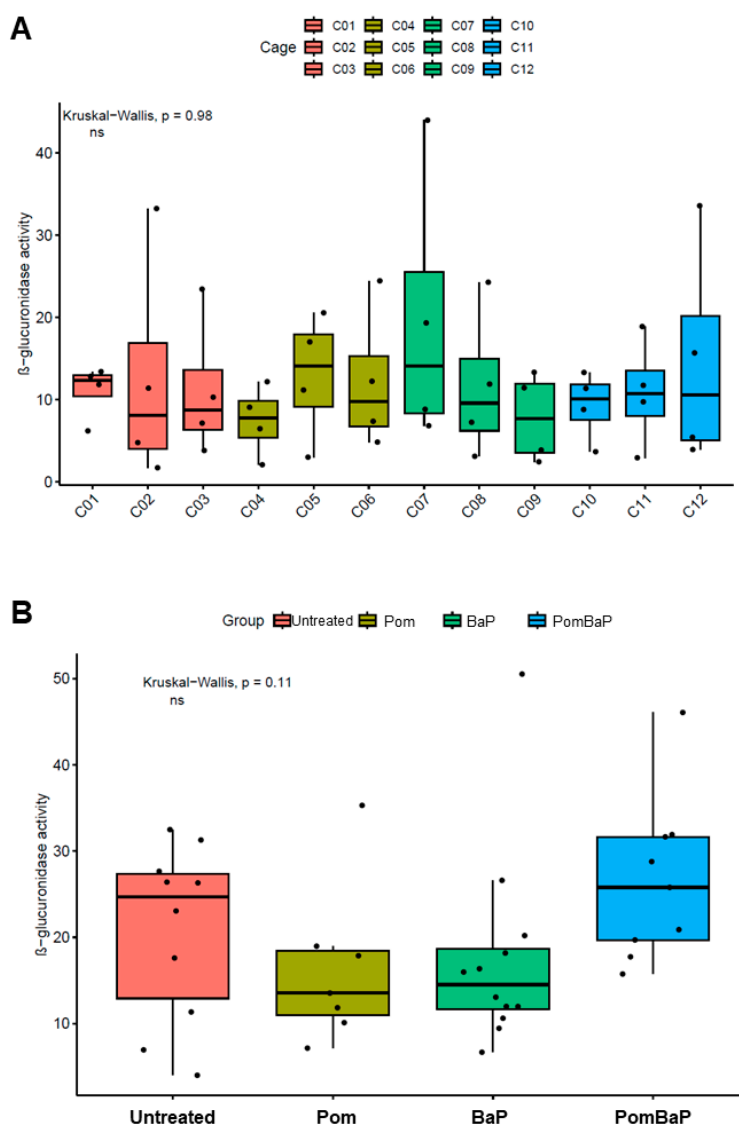 A
Cage
C01 C04 C07 C10
C02 C05 C08 C11
C03 C06 C09 C12
Kruskal−Wallis, p = 0.98
ns
ß−glucuronidase activity
40
30
20
10
0
C01 C02 C03 C04 C05 C06 C07 C08 C09 C10 C11 C12
B
Group Untreated Pom BaP PomBaP
Kruskal−Wallis, p = 0.11
ns
ß−glucuronidase activity
50
40
30
20
10
Untreated Pom BaP PomBaP